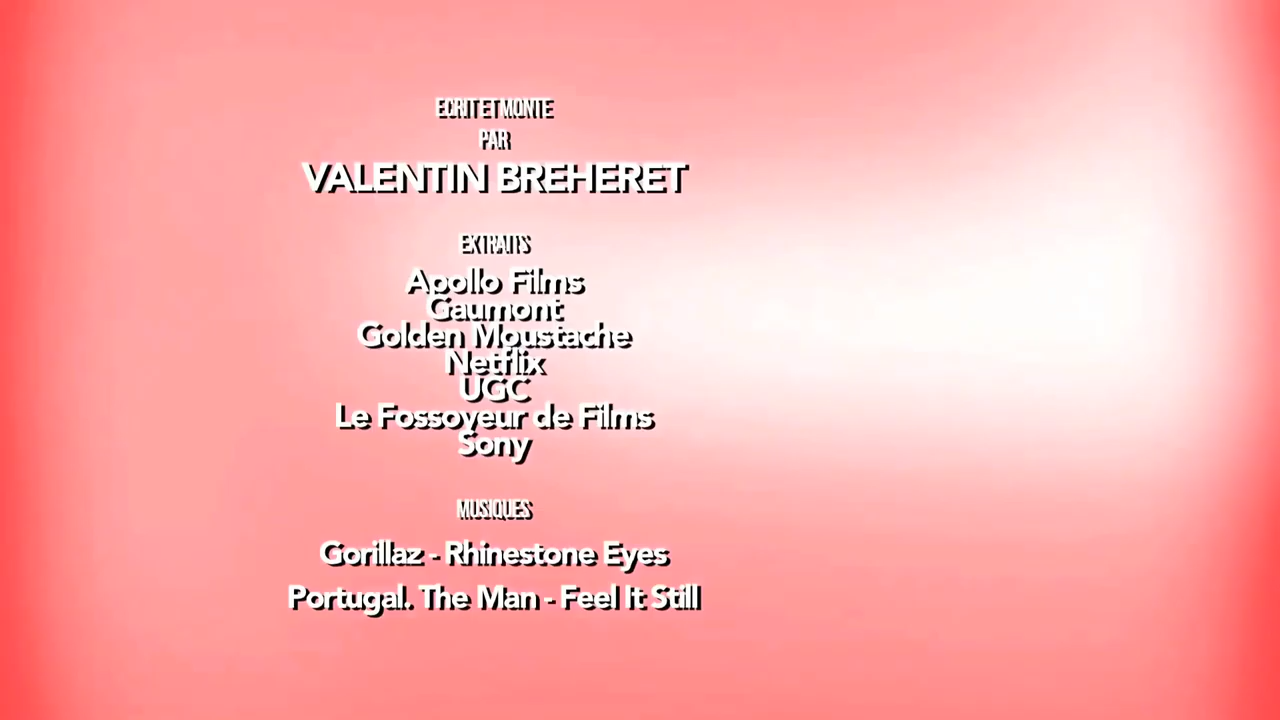 ECRIT ET MONTE
PAR
VALENTIN BREHERET
EXTRAITS
Apollo Films
Gaumont
Golden Moustache
Netflix
UGC
Le Fossoyeur de Films
Sony
MUSIQUES
Gorillaz - Rhinestone Eyes
Portugal. The Man - Feel It Still